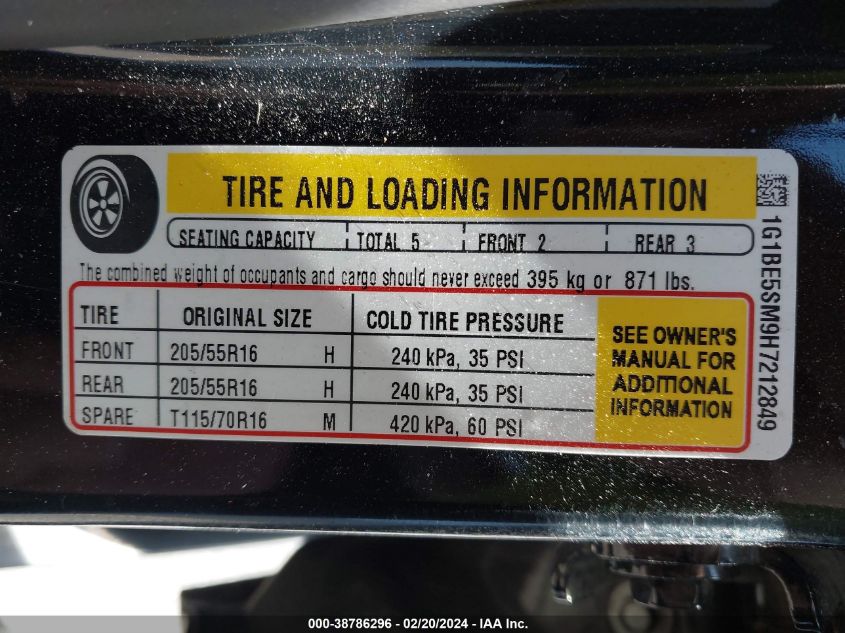 TIRE AND LOADING INFORMATION
SEATING CAPACITY TOTAL 5 FRONT 2 REAR 3
The combined weight of occupants and cargo should never exceed 395 kg or 871 lbs.
TIRE ORIGINAL SIZE COLD TIRE PRESSURE
FRONT 205/55R16 H 240 kPa, 35 PSI
REAR 205/55R16 H 240 kPa, 35 PSI
SPARE T115/70R16 M 420 kPa, 60 PSI
SEE OWNER'S
MANUAL FOR
ADDITIONAL
INFORMATION
1G1BE5SM9H7212849
000-38786296 - 02/20/2024 - IAA Inc.